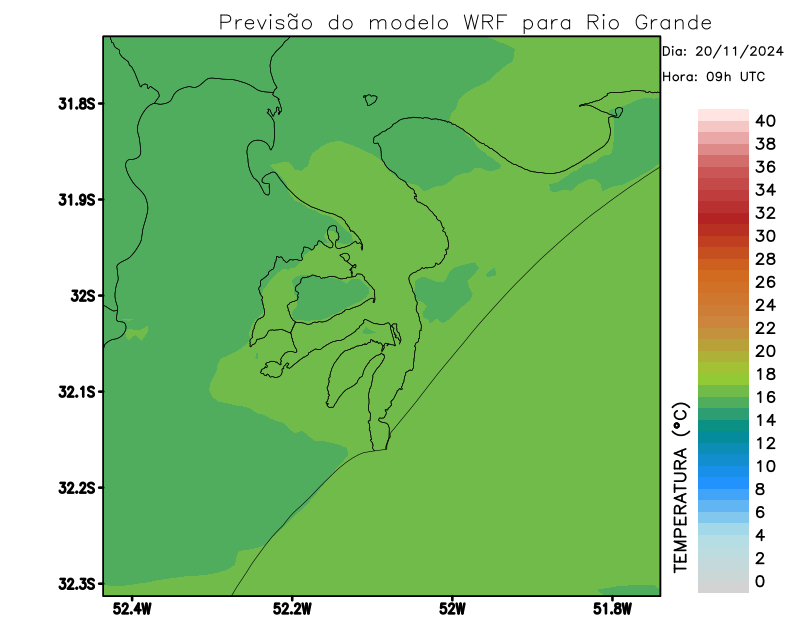 Previsão do modelo WRF para Rio Grande
Dia: 20/11/2024
Hora: 09h UTC
31.8S
31.9S
32S
32.1S
32.2S
32.3S
52.4W
52.2W
52W
51.8W
40
38
36
34
32
30
28
26
24
22
20
18
16
14
12
10
8
6
4
2
0
TEMPERATURA (°C)